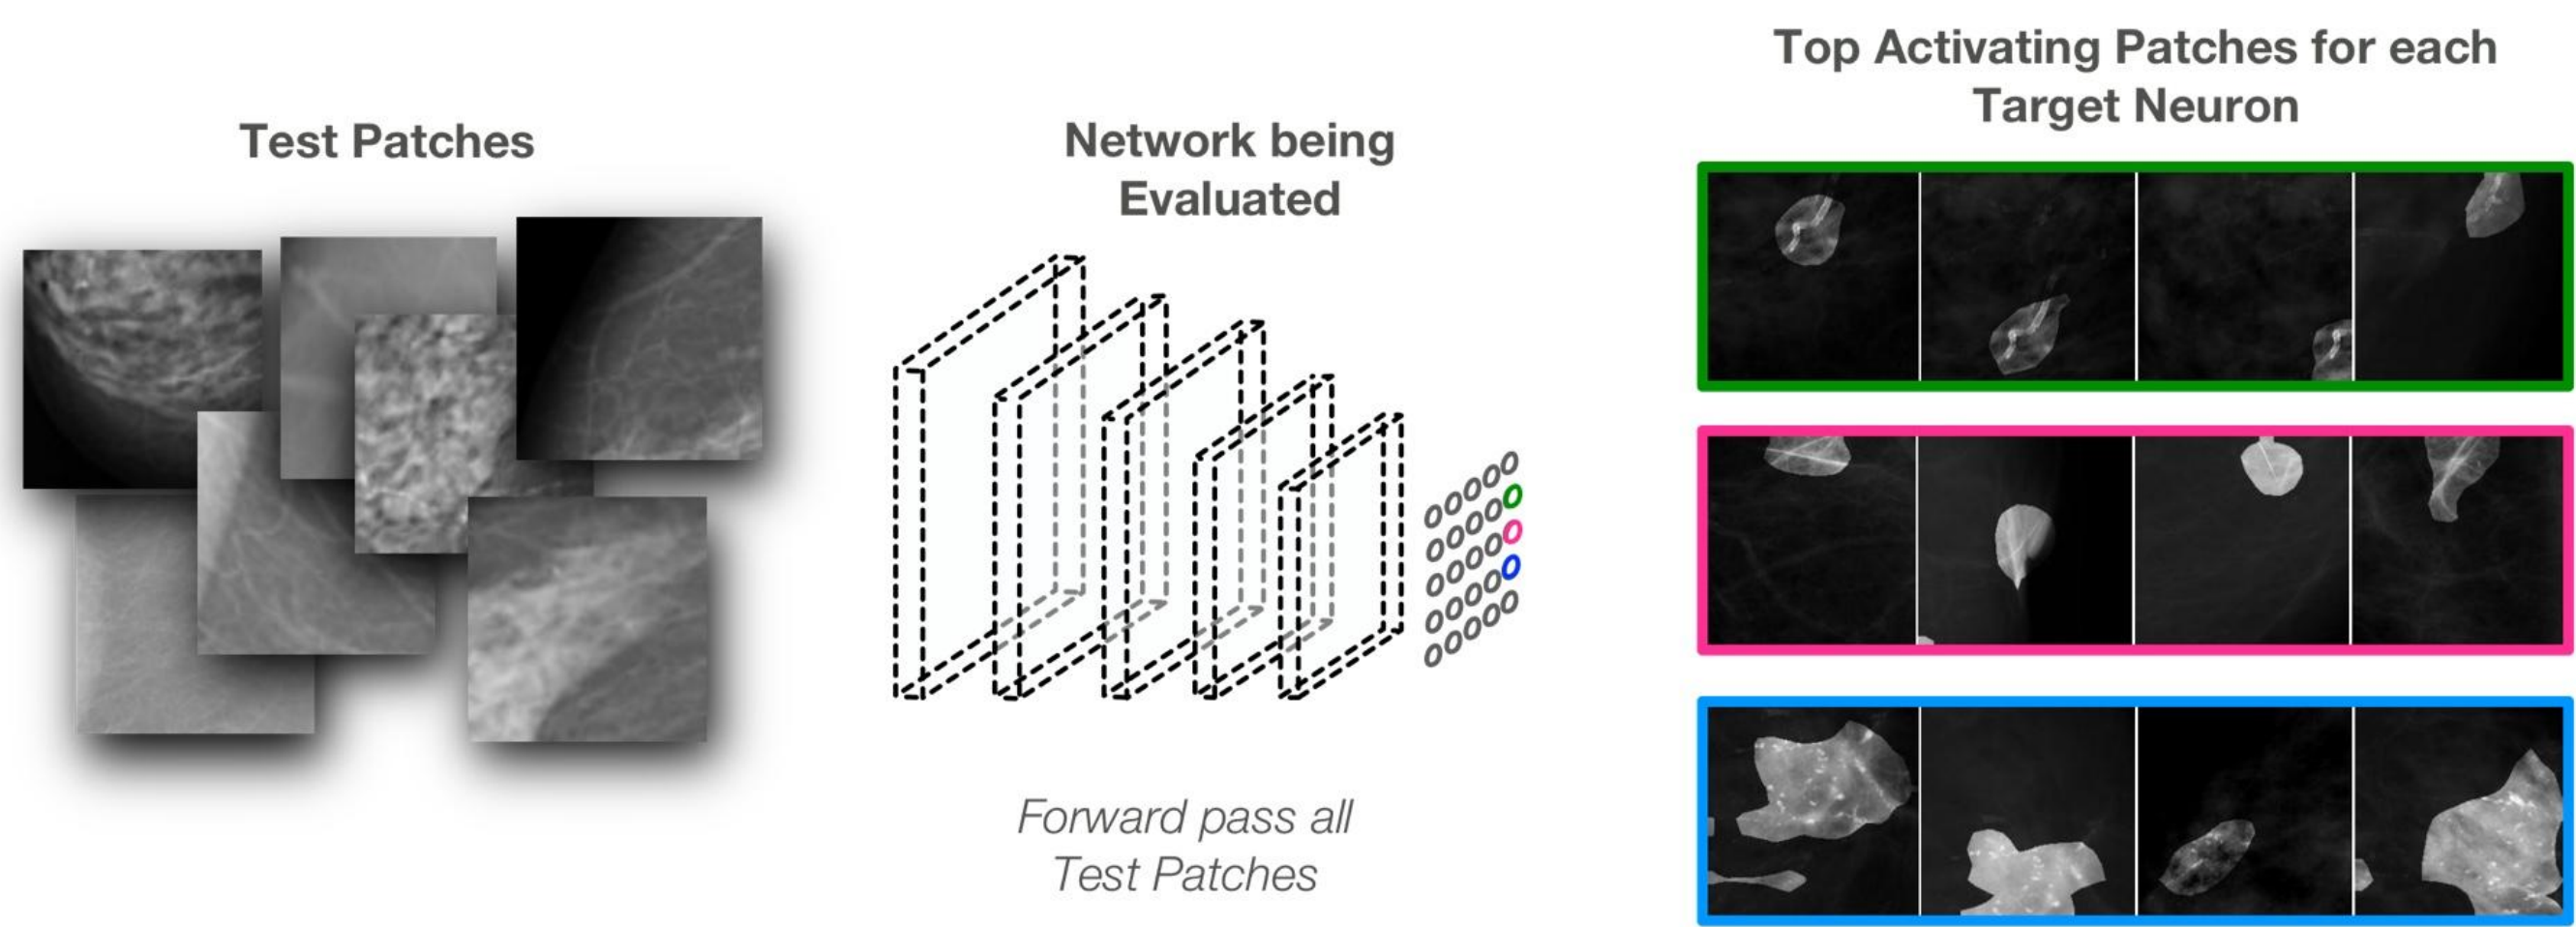 Test Patches
Network being
Evaluated
Forward pass all
Test Patches
Top Activating Patches for each
Target Neuron